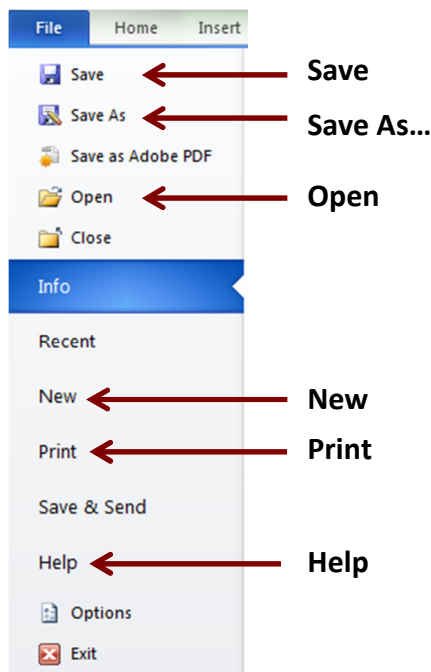 File Home Insert
Save Save
Save As Save As...
Save as Adobe PDF
Open Open
Close
Info
Recent
New New
Print Print
Save & Send
Help Help
Options
Exit